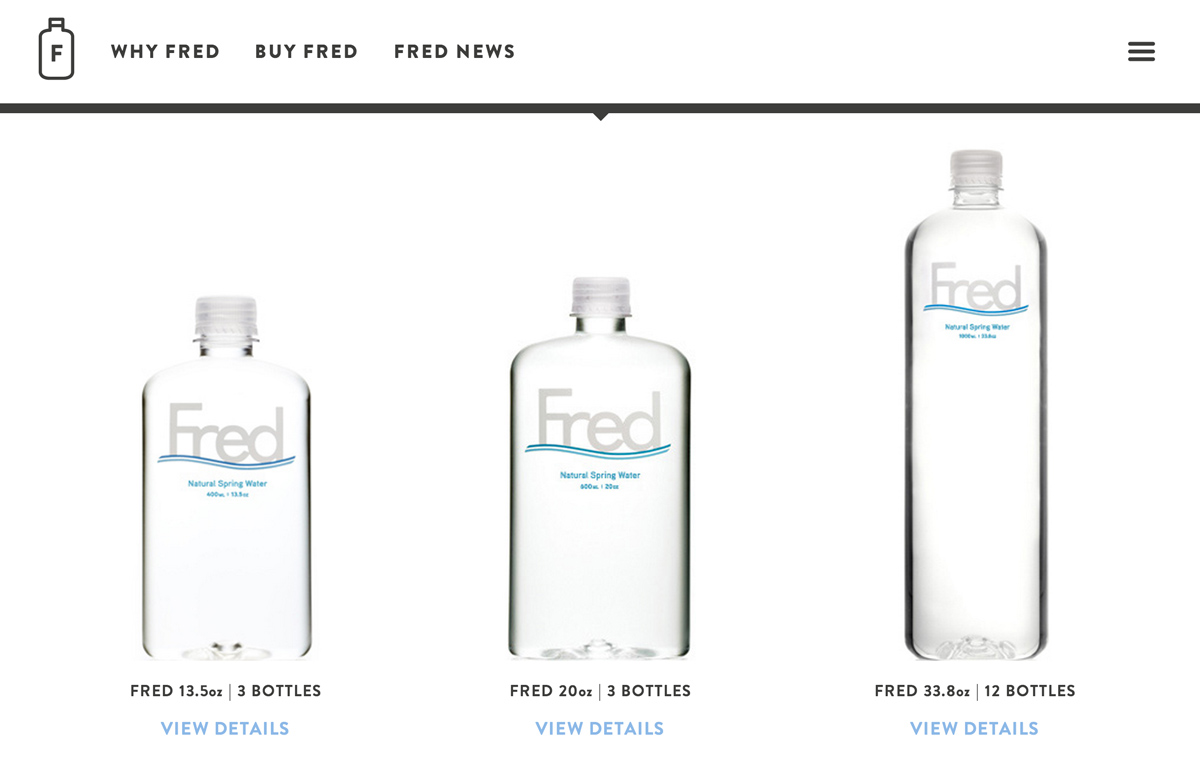 F
WHY FRED
BUY FRED
FRED NEWS
Fred
Natural Spring Water
400ML | 13.5oz
FRED 13.5oz | 3 BOTTLES
VIEW DETAILS
Fred
Natural Spring Water
600ML | 20oz
FRED 20oz | 3 BOTTLES
VIEW DETAILS
Fred
Natural Spring Water
1000ML | 33.8oz
FRED 33.8oz | 12 BOTTLES
VIEW DETAILS